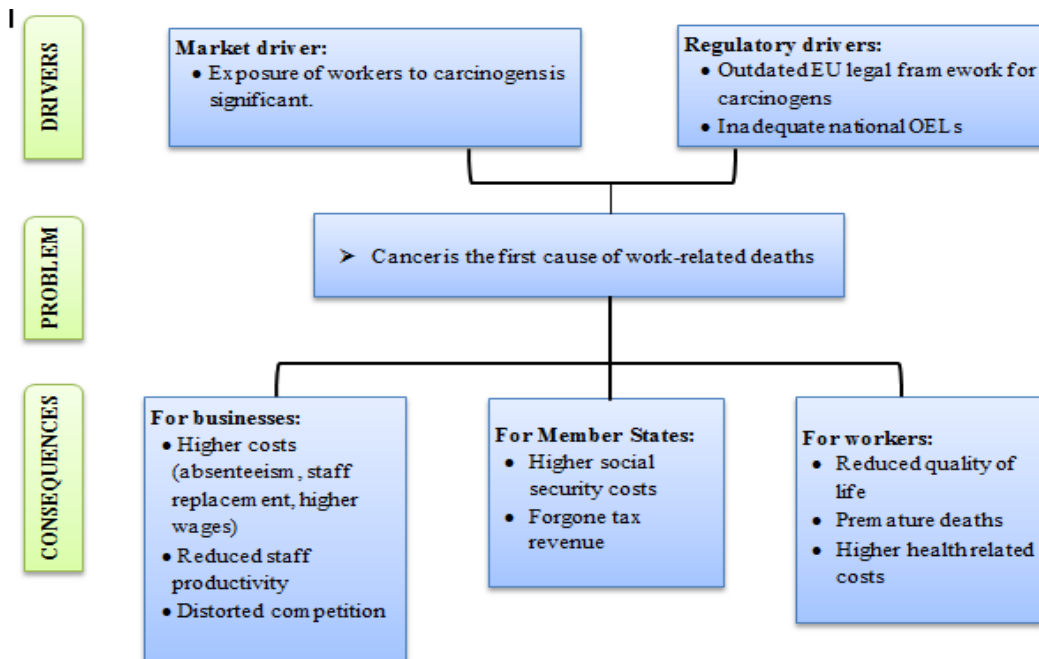 I
DRIVERS
Market driver:
• Exposure of workers to carcinogens is
significant.
Regulatory drivers:
• Outdated EU legal framework for
carcinogens
• Inadequate national OELs
PROBLEM
➢ Cancer is the first cause of work-related deaths
CONSEQUENCES
For businesses:
• Higher costs
(absenteeism, staff
replacement, higher
wages)
• Reduced staff
productivity
• Distorted competition
For Member States:
• Higher social
security costs
• Forgone tax
revenue
For workers:
• Reduced quality of
life
• Premature deaths
• Higher health related
costs